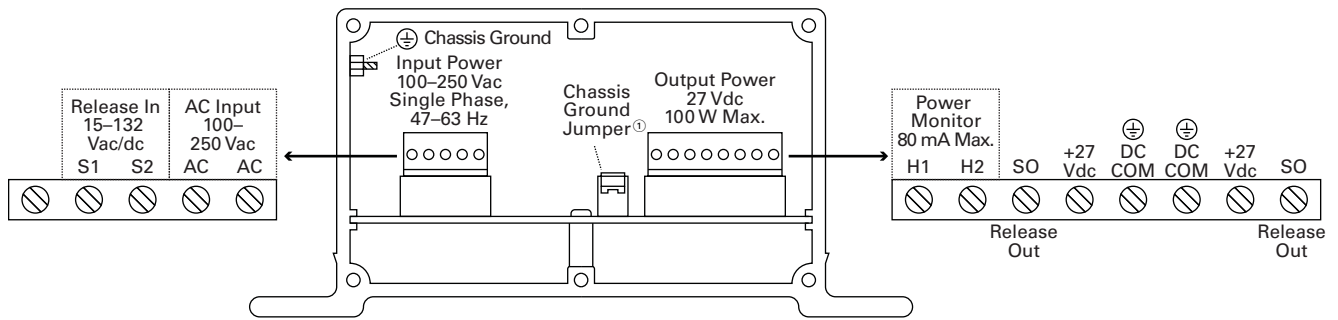 Chassis Ground
Input Power
100–250 Vac
Single Phase,
47–63 Hz
Chassis
Ground
Jumper①
Output Power
27 Vdc
100 W Max.
Release In
15–132
Vac/dc
S1 S2
AC Input
100–
250 Vac
AC AC
Power
Monitor
80 mA Max.
H1 H2
SO
+27
Vdc
DC
COM
DC
COM
+27
Vdc
SO
Release
Out
Release
Out